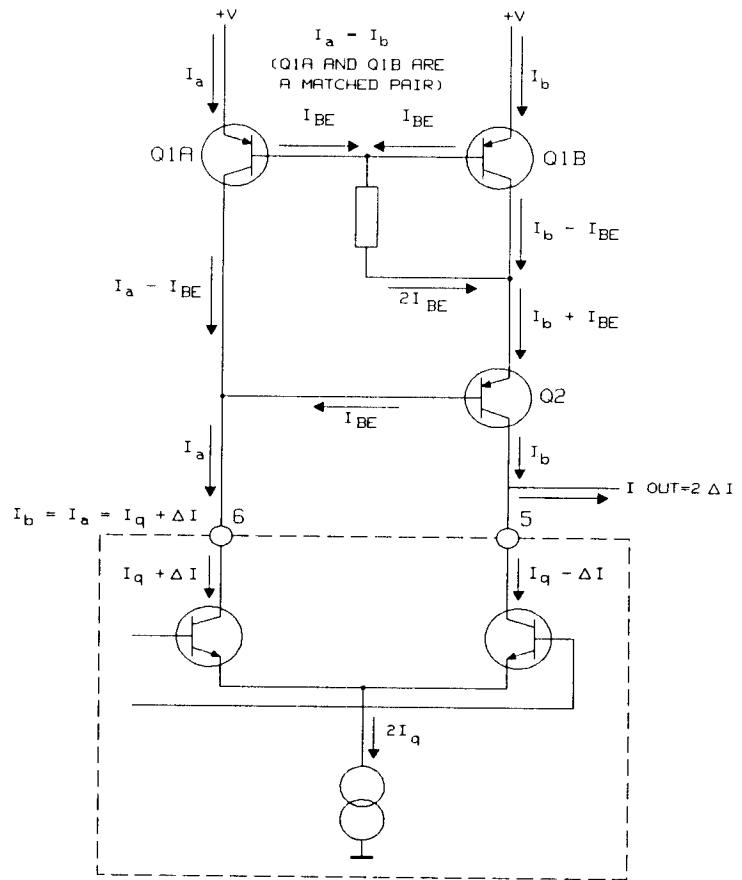 +V
+V
I_a - I_b
(Q1A AND Q1B ARE
A MATCHED PAIR)
I_a
I_b
I_BE
I_BE
Q1A
Q1B
I_b - I_BE
I_a - I_BE
2I_BE
I_b + I_BE
Q2
I_BE
I_a
I_b
I OUT=2 ΔI
I_b = I_a = I_q + ΔI
6
5
I_q + ΔI
I_q - ΔI
2I_q